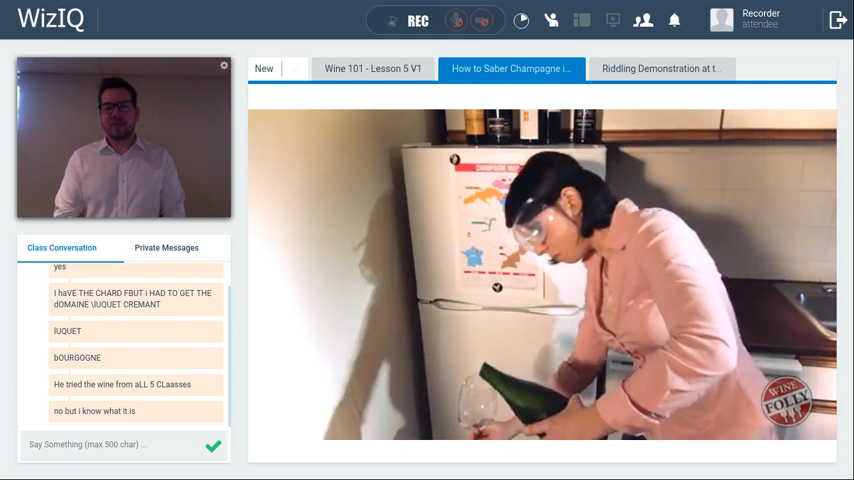 WizIQ
REC
Recorder
attendee
New
Wine 101 - Lesson 5 V1
How to Saber Champagne i...
Riddling Demonstration at t...
CHAMPAGNE MAP
WINE
FOLLY
Class Conversation
Private Messages
yes
I haVE THE CHARD FBUT i HAD TO GET THE
dOMAINE \lUQUET CREMANT
lUQUET
bOURGOGNE
He tried the wine from aLL 5 CLaasses
no but i know what it is
Say Something (max 500 char) ...